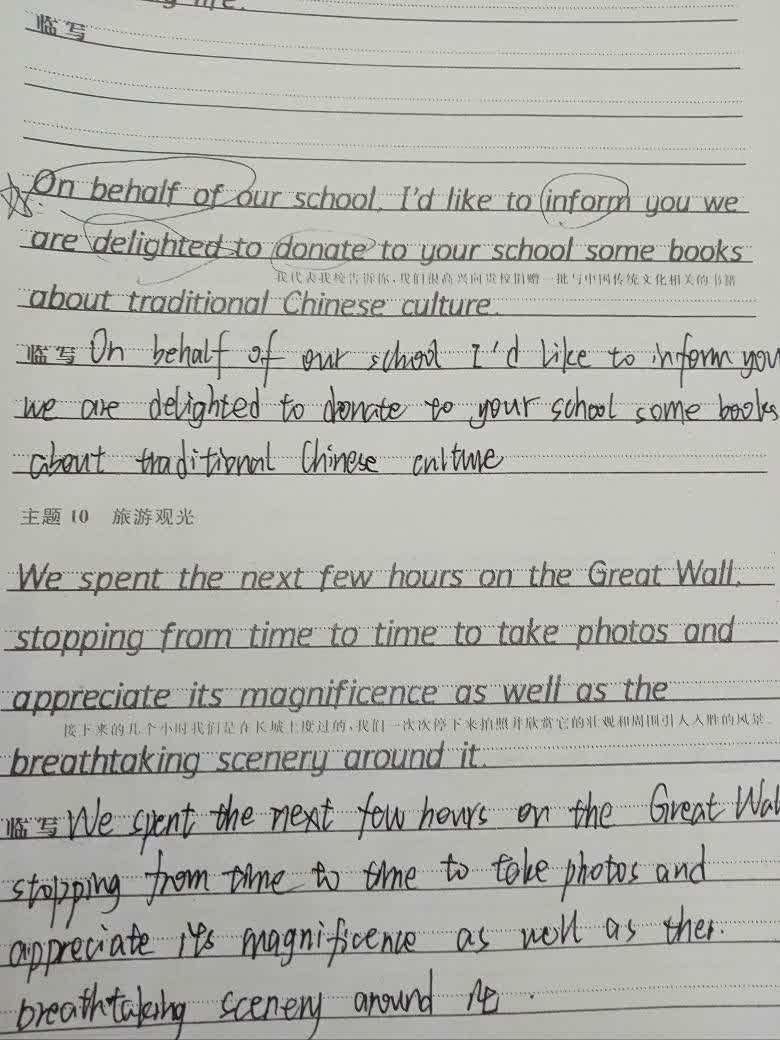 临写
On behalf of our school, I'd like to inform you we
are delighted to donate to your school some books
我代表我校告诉你，我们很高兴向贵校捐赠一批与中国传统文化相关的书籍
about traditional Chinese culture.
临写 On behalf of our school I'd like to inform you
we are delighted to donate to your school some books
about traditional Chinese culture
主题 10 旅游观光
We spent the next few hours on the Great Wall,
stopping from time to time to take photos and
appreciate its magnificence as well as the
接下来的几个小时我们是在长城上度过的，我们一次次停下来拍照并欣赏它的壮观和周围引人入胜的风景。
breathtaking scenery around it.
临写 We spent the next few hours on the Great Wal
stopping from time to time to take photos and
appreciate its magnificence as well as
breathtaking scenery around